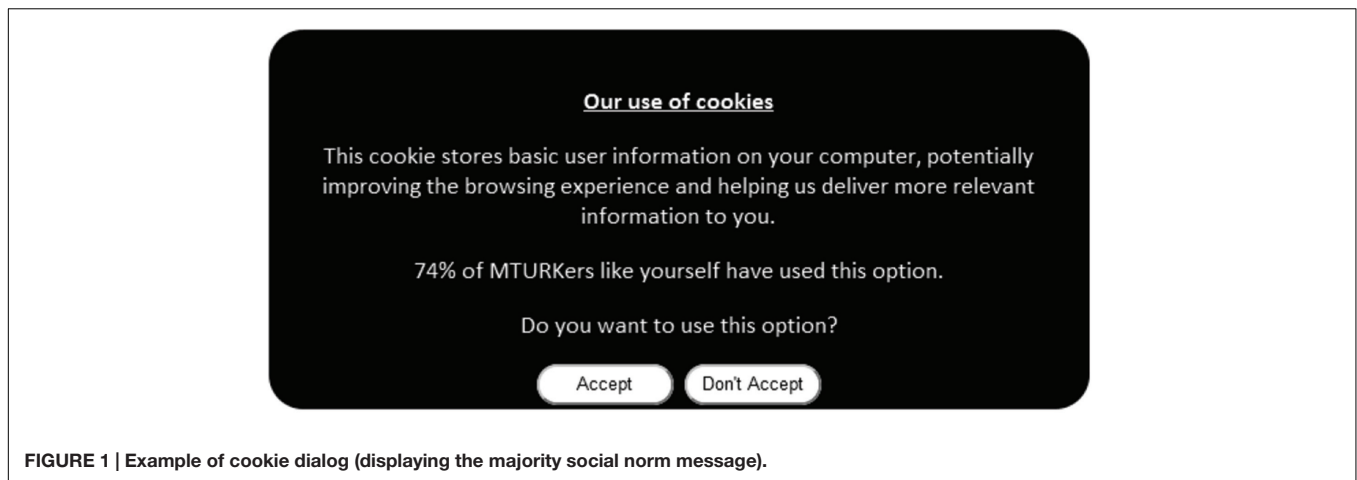 Our use of cookies
This cookie stores basic user information on your computer, potentially
improving the browsing experience and helping us deliver more relevant
information to you.
74% of MTURKers like yourself have used this option.
Do you want to use this option?
Accept Don't Accept
FIGURE 1 | Example of cookie dialog (displaying the majority social norm message).